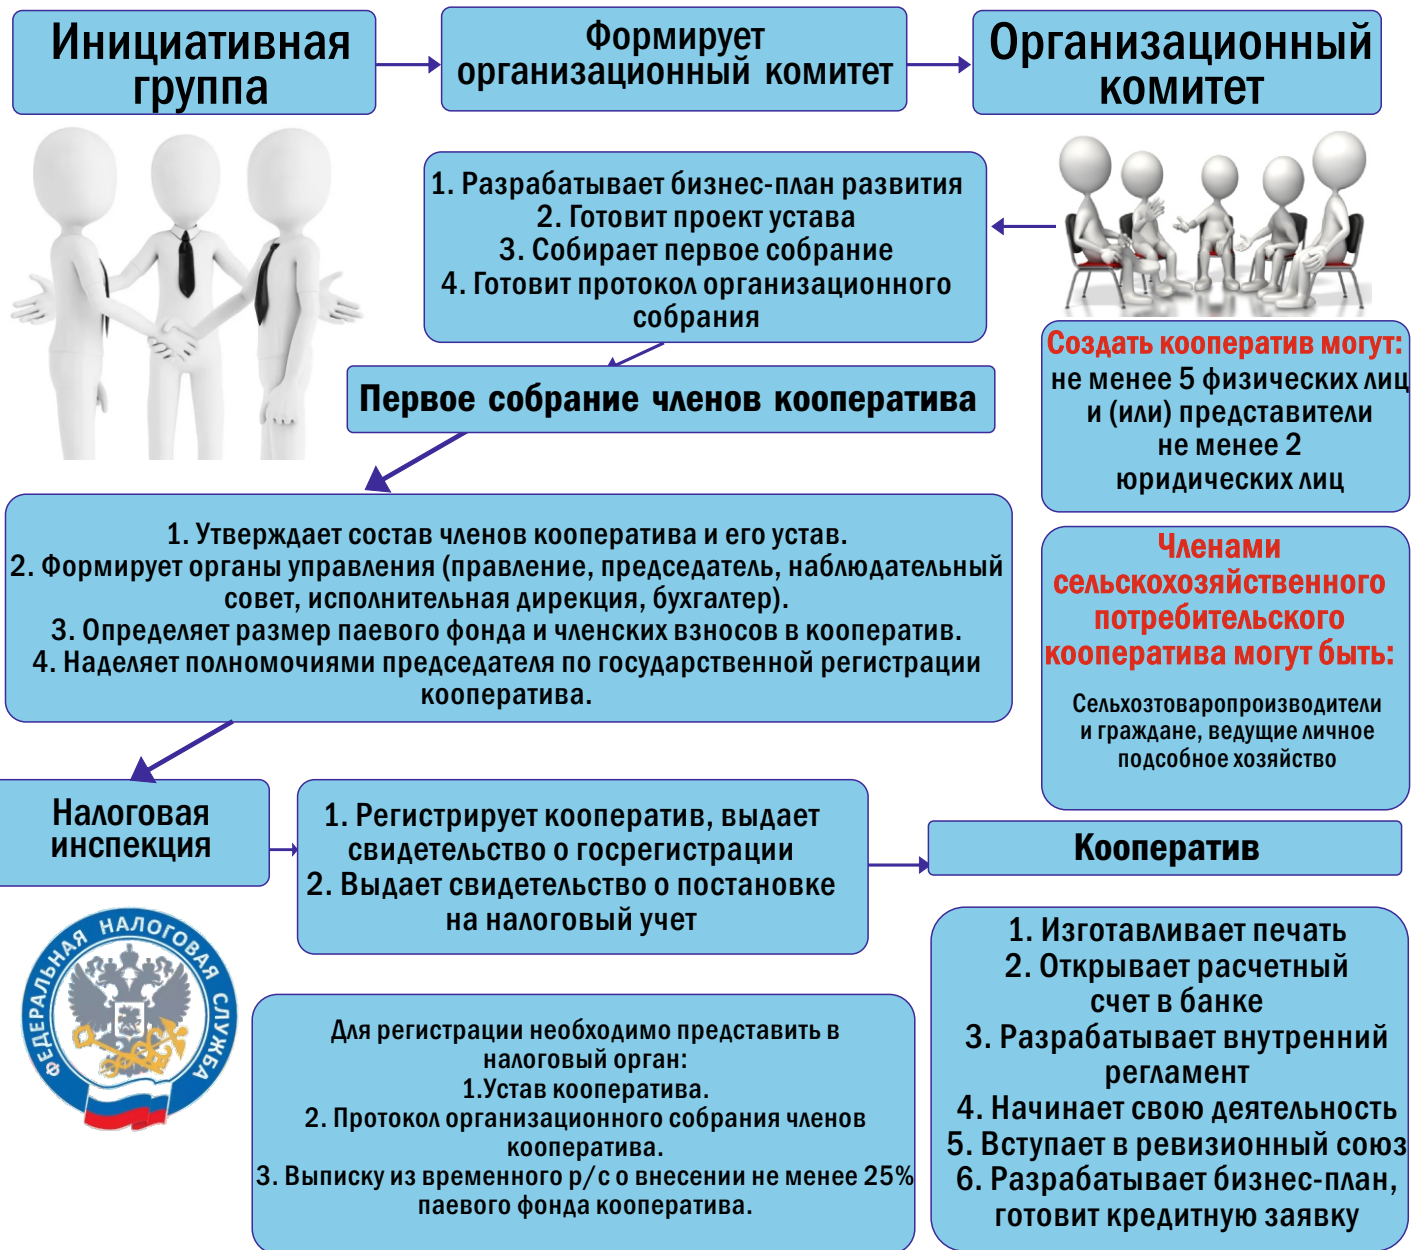 Инициативная
группа
Формирует
организационный комитет
Организационный
комитет
1. Разрабатывает бизнес-план развития
2. Готовит проект устава
3. Собирает первое собрание
4. Готовит протокол организационного
собрания
Создать кооператив могут:
не менее 5 физических лиц
и (или) представители
не менее 2
юридических лиц
Первое собрание членов кооператива
1. Утверждает состав членов кооператива и его устав.
2. Формирует органы управления (правление, председатель, наблюдательный
совет, исполнительная дирекция, бухгалтер).
3. Определяет размер паевого фонда и членских взносов в кооператив.
4. Наделяет полномочиями председателя по государственной регистрации
кооператива.
Членами
сельскохозяйственного
потребительского
кооператива могут быть:
Сельхозтоваропроизводители
и граждане, ведущие личное
подсобное хозяйство
Налоговая
инспекция
1. Регистрирует кооператив, выдает
свидетельство о госрегистрации
2. Выдает свидетельство о постановке
на налоговый учет
Кооператив
ФЕДЕРАЛЬНАЯ НАЛОГОВАЯ СЛУЖБА
Для регистрации необходимо представить в
налоговый орган:
1.Устав кооператива.
2. Протокол организационного собрания членов
кооператива.
3. Выписку из временного р/с о внесении не менее 25%
паевого фонда кооператива.
1. Изготавливает печать
2. Открывает расчетный
счет в банке
3. Разрабатывает внутренний
регламент
4. Начинает свою деятельность
5. Вступает в ревизионный союз
6. Разрабатывает бизнес-план,
готовит кредитную заявку